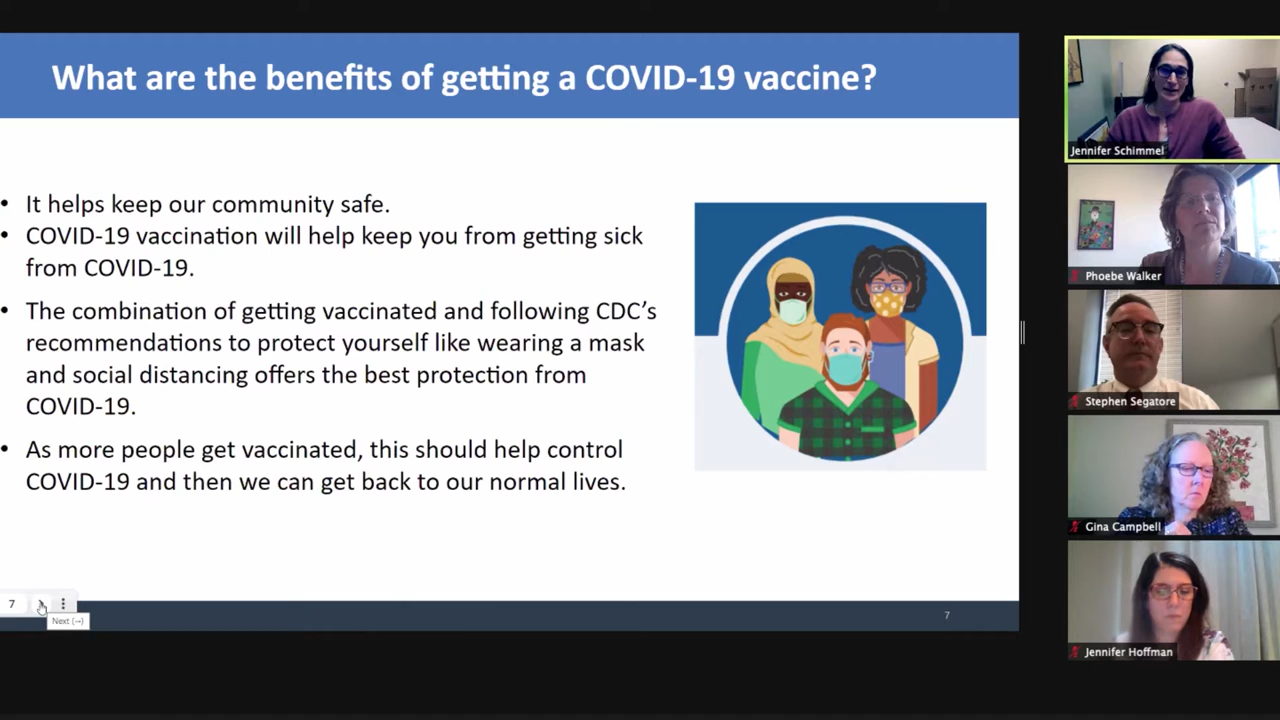 What are the benefits of getting a COVID-19 vaccine?
• It helps keep our community safe.
• COVID-19 vaccination will help keep you from getting sick
from COVID-19.
• The combination of getting vaccinated and following CDC’s
recommendations to protect yourself like wearing a mask
and social distancing offers the best protection from
COVID-19.
• As more people get vaccinated, this should help control
COVID-19 and then we can get back to our normal lives.
7
Next (→)
7
Jennifer Schimmel
Phoebe Walker
Stephen Segatore
Gina Campbell
Jennifer Hoffman